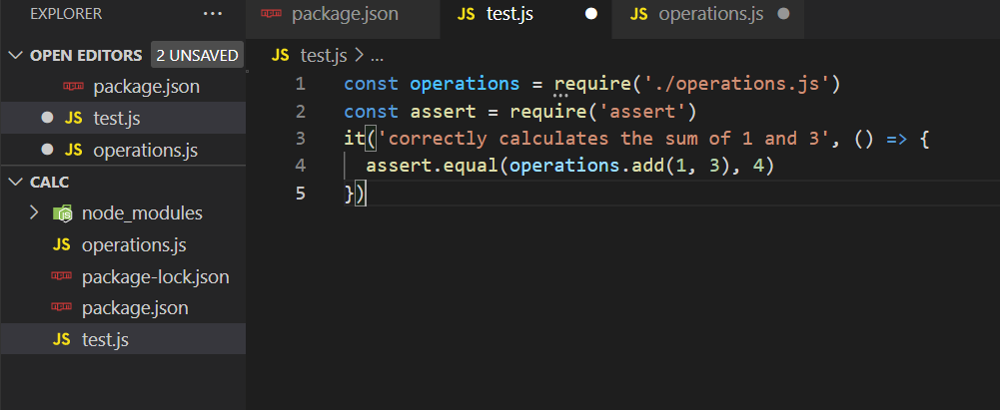 EXPLORER ...
OPEN EDITORS 2 UNSAVED
package.json
JS test.js
JS operations.js
CALC
node_modules
JS operations.js
package-lock.json
package.json
JS test.js
package.json JS test.js JS operations.js
JS test.js > ...
1 const operations = require('./operations.js')
2 const assert = require('assert')
3 it('correctly calculates the sum of 1 and 3', () => {
4 assert.equal(operations.add(1, 3), 4)
5 })